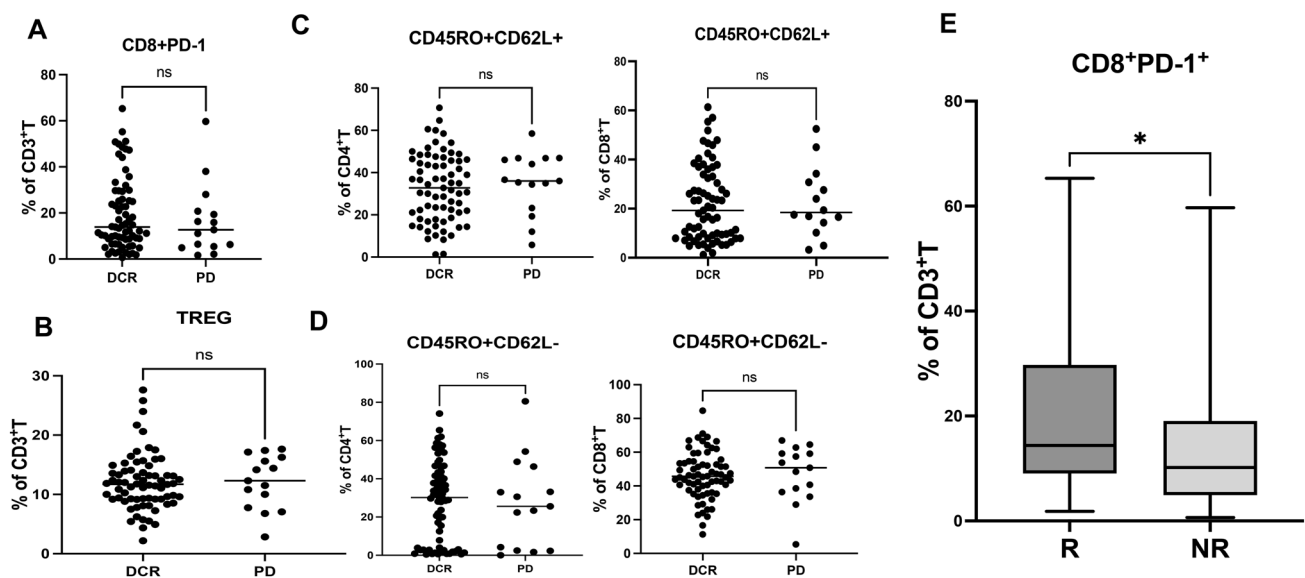 A
CD8+PD-1
ns
% of CD3⁺T
80
60
40
20
0
DCR
PD
B
TREG
ns
% of CD3⁺T
30
20
10
0
DCR
PD
C
CD45RO+CD62L+
ns
% of CD4⁺T
80
60
40
20
0
DCR
PD
CD45RO+CD62L+
ns
% of CD8⁺T
80
60
40
20
0
DCR
PD
D
CD45RO+CD62L-
ns
% of CD4⁺T
100
80
60
40
20
0
DCR
PD
CD45RO+CD62L-
ns
% of CD8⁺T
100
80
60
40
20
0
DCR
PD
E
CD8⁺PD-1⁺
*
% of CD3⁺T
80
60
40
20
0
R
NR